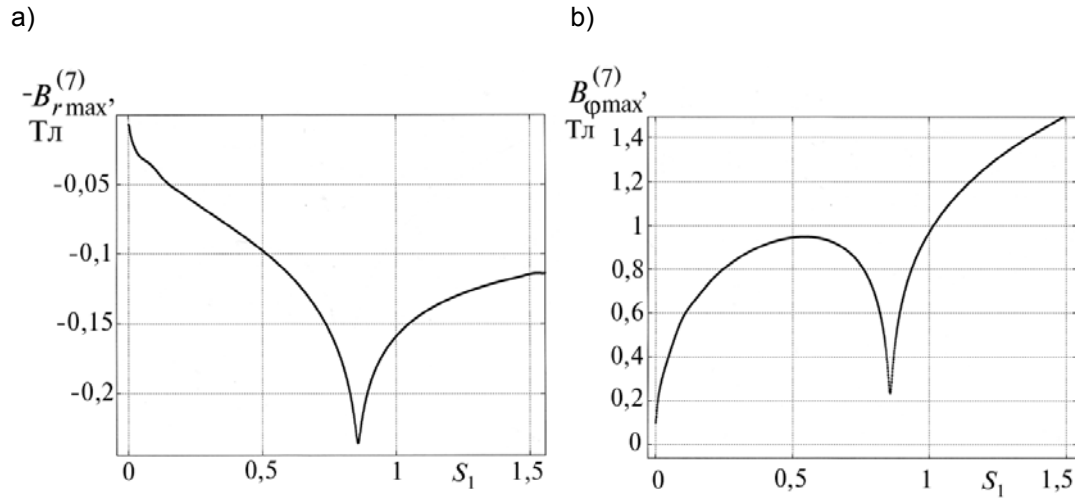 a)
-B_{r max}^{(7)},
Тл
-0,05
-0,1
-0,15
-0,2
0
0,5
1
S_1
1,5
b)
B_{φmax}^{(7)},
Тл
1,4
1,2
1
0,8
0,6
0,4
0,2
0
0
0,5
1
S_1
1,5